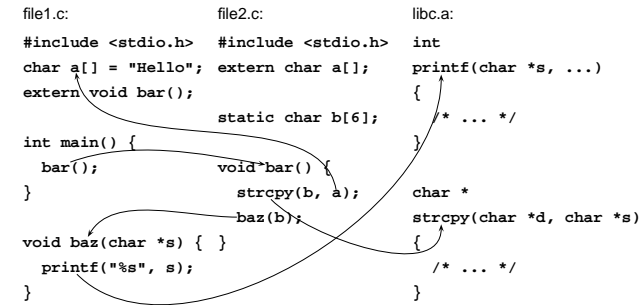 file1.c:
#include <stdio.h>
char a[] = "Hello";
extern void bar();
int main() {
bar();
}
void baz(char *s) {
printf("%s", s);
}
file2.c:
#include <stdio.h>
extern char a[];
static char b[6];
void bar() {
strcpy(b, a);
baz(b);
}
libc.a:
int
printf(char *s, ...)
{
/* ... */
}
char *
strcpy(char *d, char *s)
{
/* ... */
}